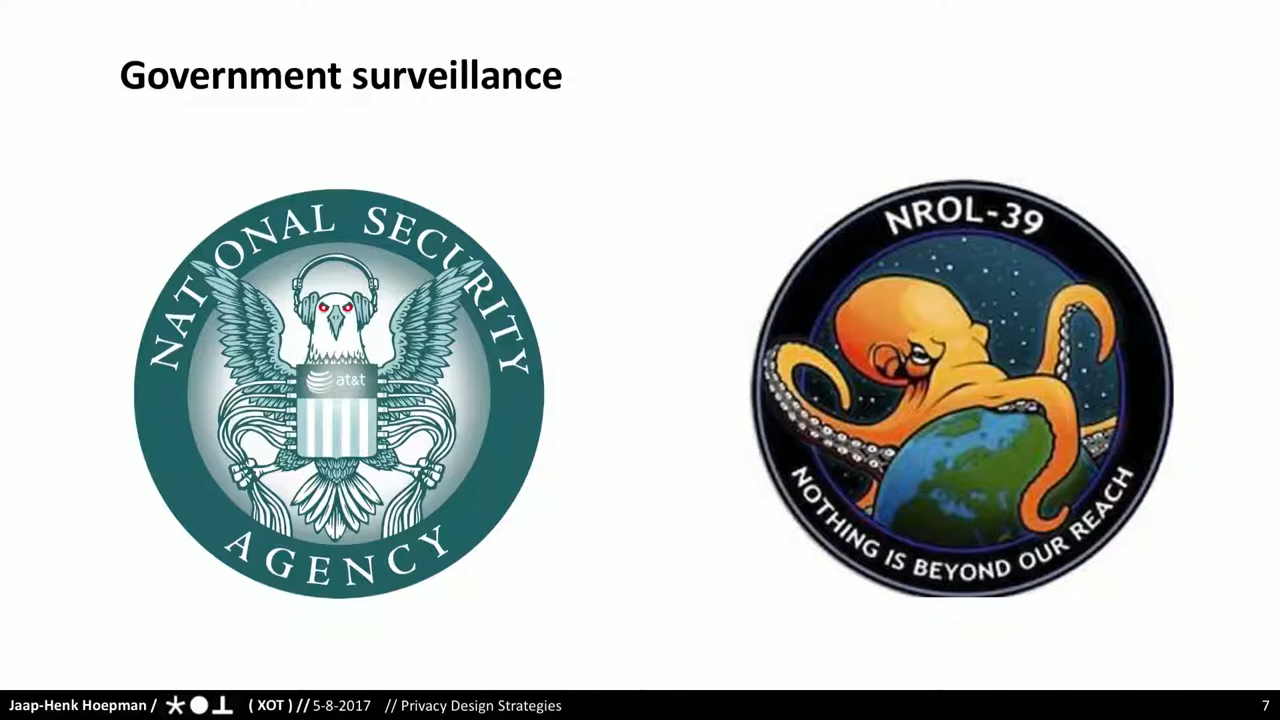 Government surveillance
NATIONAL SECURITY
at&t
AGENCY
NROL-39
NOTHING IS BEYOND OUR REACH
Jaap-Henk Hoepman / ( XOT ) // 5-8-2017 // Privacy Design Strategies 7